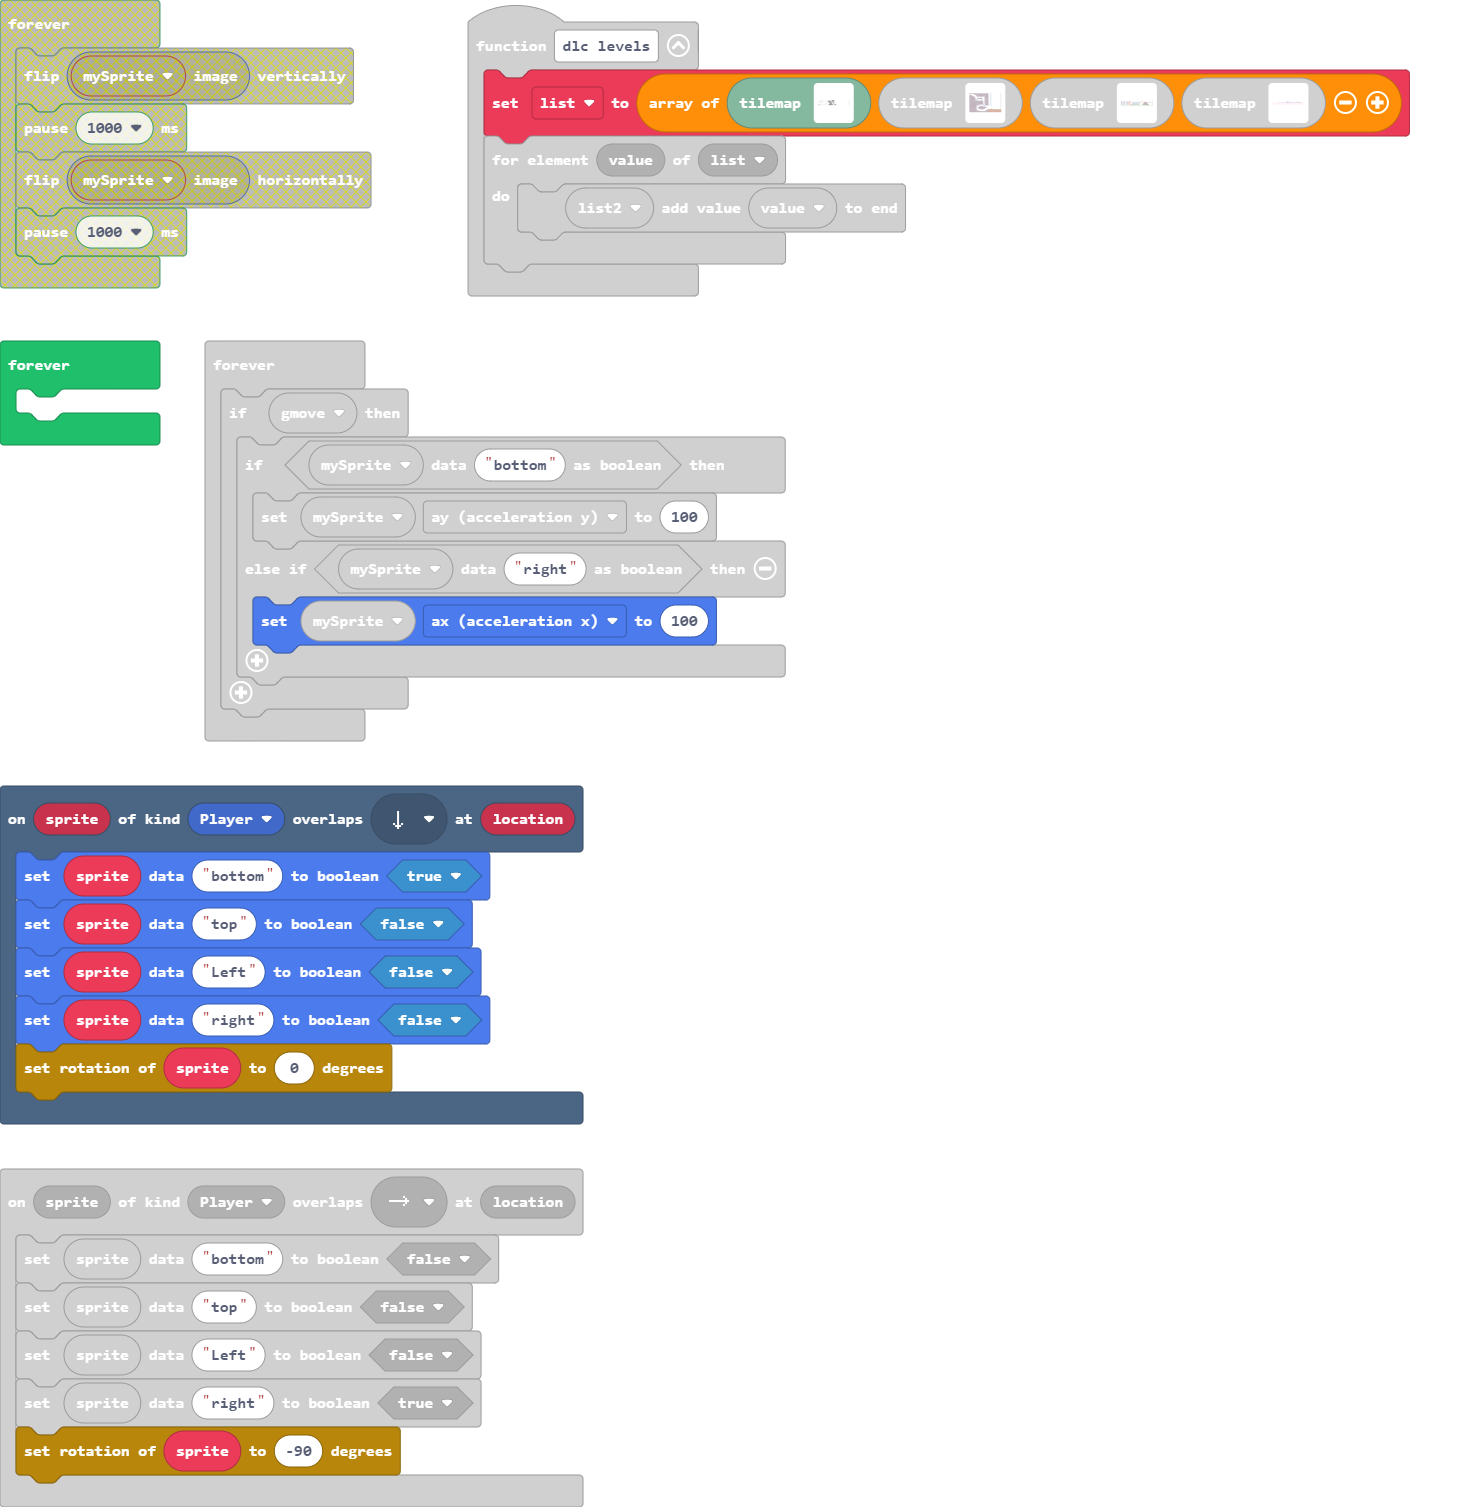 forever
flip mySprite image vertically
pause 1000 ms
flip mySprite image horizontally
pause 1000 ms
function dlc levels
set list to array of tilemap tilemap tilemap tilemap
for element value of list
do list2 add value value to end
forever
forever
if gmove then
if mySprite data "bottom" as boolean then
set mySprite ay (acceleration y) to 100
else if mySprite data "right" as boolean then
set mySprite ax (acceleration x) to 100
on sprite of kind Player overlaps at location
set sprite data "bottom" to boolean true
set sprite data "top" to boolean false
set sprite data "Left" to boolean false
set sprite data "right" to boolean false
set rotation of sprite to 0 degrees
on sprite of kind Player overlaps at location
set sprite data "bottom" to boolean false
set sprite data "top" to boolean false
set sprite data "Left" to boolean false
set sprite data "right" to boolean true
set rotation of sprite to -90 degrees